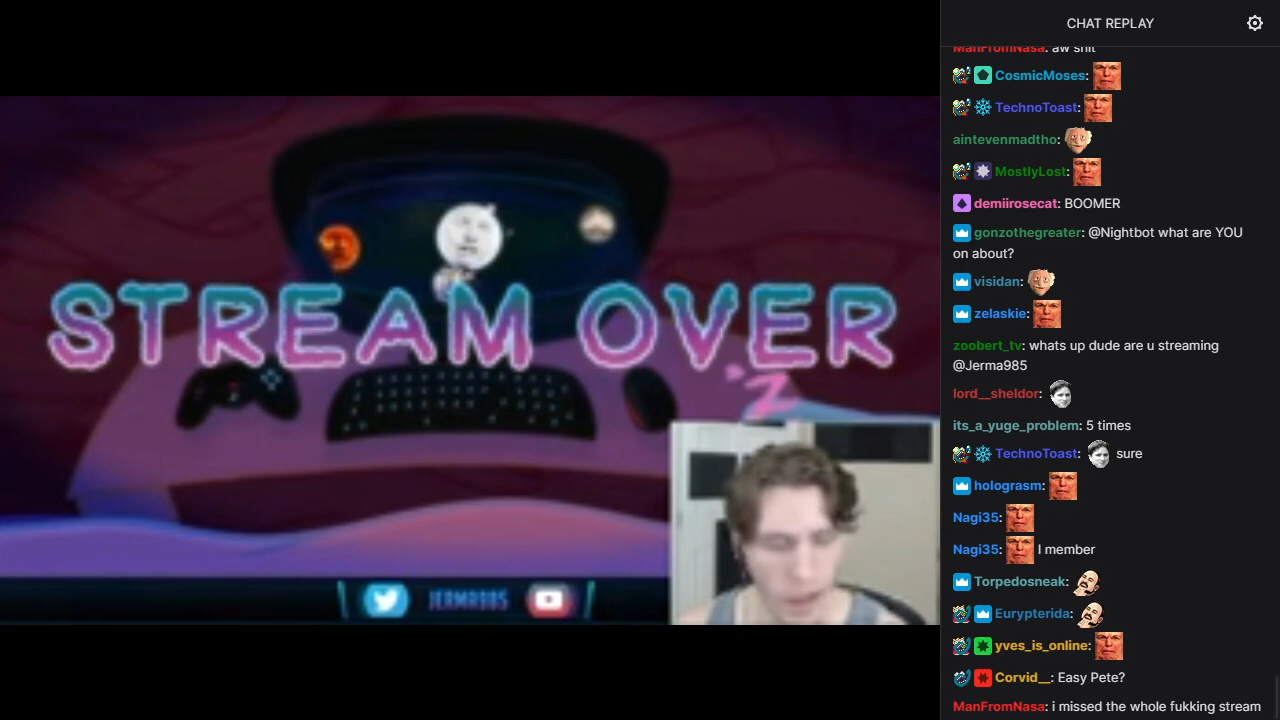 STREAM OVER
'Z
JERMA985
CHAT REPLAY
ManFromNasa: aw shit
CosmicMoses:
TechnoToast:
aintevenmadtho:
MostlyLost:
demiirosecat: BOOMER
gonzothegreater: @Nightbot what are YOU
on about?
visidan:
zelaskie:
zoobert_tv: whats up dude are u streaming
@Jerma985
lord__sheldor:
its_a_yuge_problem: 5 times
TechnoToast: sure
holograsm:
Nagi35:
Nagi35: I member
Torpedosneak:
Eurypterida:
yves_is_online:
Corvid__: Easy Pete?
ManFromNasa: i missed the whole fukking stream